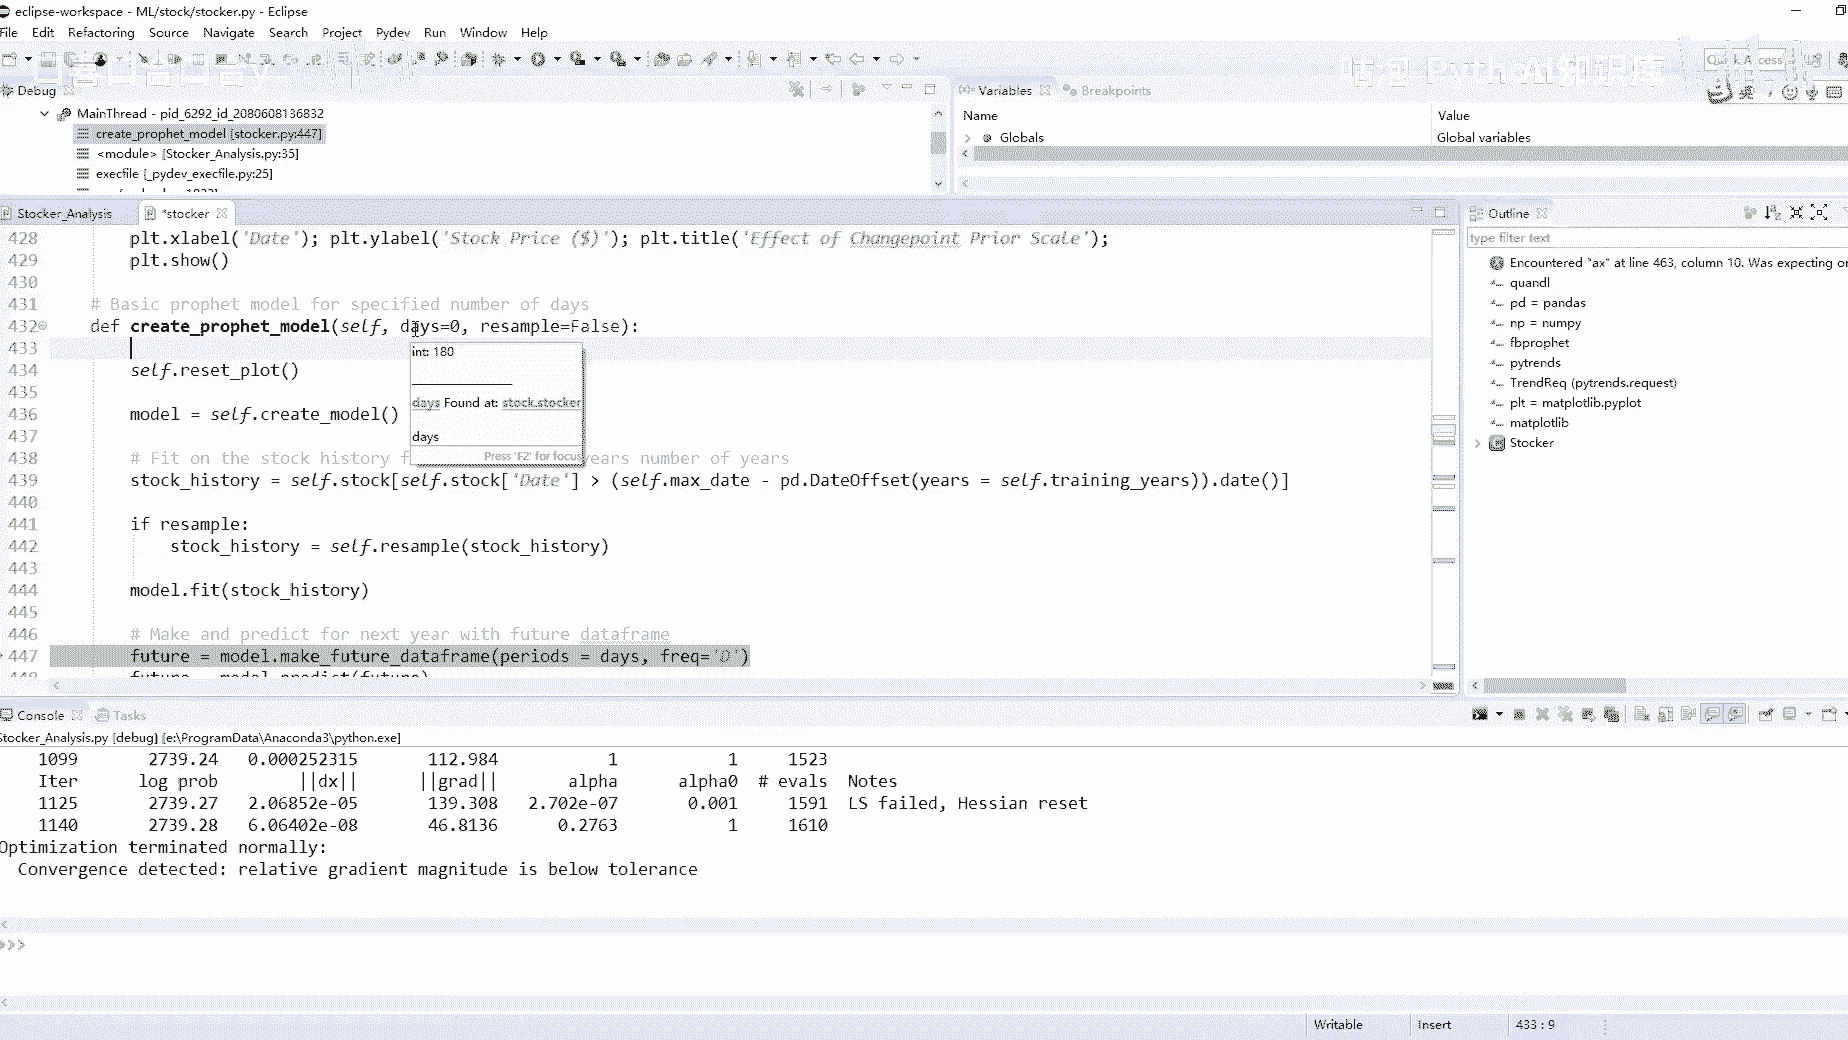 eclipse-workspace - ML/stock/stocker.py - Eclipse
File Edit Refactoring Source Navigate Search Project Pydev Run Window Help
Debug
MainThread - pid_6292_id_2080608136832
create_prophet_model [stocker.py:447]
<module> [Stocker_Analysis.py:35]
execfile [_pydev_execfile.py:25]
Variables Breakpoints
Name Value
Globals Global variables
Stocker_Analysis *stocker
428 plt.xlabel('Date'); plt.ylabel('Stock Price ($)'); plt.title('Effect of Changepoint Prior Scale');
429 plt.show()
430
431 # Basic prophet model for specified number of days
432 def create_prophet_model(self, days=0, resample=False):
433
434 self.reset_plot()
435
436 model = self.create_model()
437
438 # Fit on the stock history f years number of years
439 stock_history = self.stock[self.stock['Date'] > (self.max_date - pd.DateOffset(years = self.training_years)).date()]
440
441 if resample:
442 stock_history = self.resample(stock_history)
443
444 model.fit(stock_history)
445
446 # Make and predict for next year with future dataframe
447 future = model.make_future_dataframe(periods = days, freq='D')
future = model.predict(future)
int: 180
days Found at: stock.stocker
days
Press 'F2' for focus
Outline
type filter text
Encountered "ax" at line 463, column 10. Was expecting
quandl
pd = pandas
np = numpy
fbprophet
pytrends
TrendReq (pytrends.request)
plt = matplotlib.pyplot
matplotlib
Stocker
Console Tasks
Stocker_Analysis.py [debug] [e:\ProgramData\Anaconda3\python.exe]
1099 2739.24 0.000252315 112.984 1 1 1523
Iter log prob ||dx|| ||grad|| alpha alpha0 # evals Notes
1125 2739.27 2.06852e-05 139.308 2.702e-07 0.001 1591 LS failed, Hessian reset
1140 2739.28 6.06402e-08 46.8136 0.2763 1 1610
Optimization terminated normally:
Convergence detected: relative gradient magnitude is below tolerance
>>>
Writable Insert 433 : 9